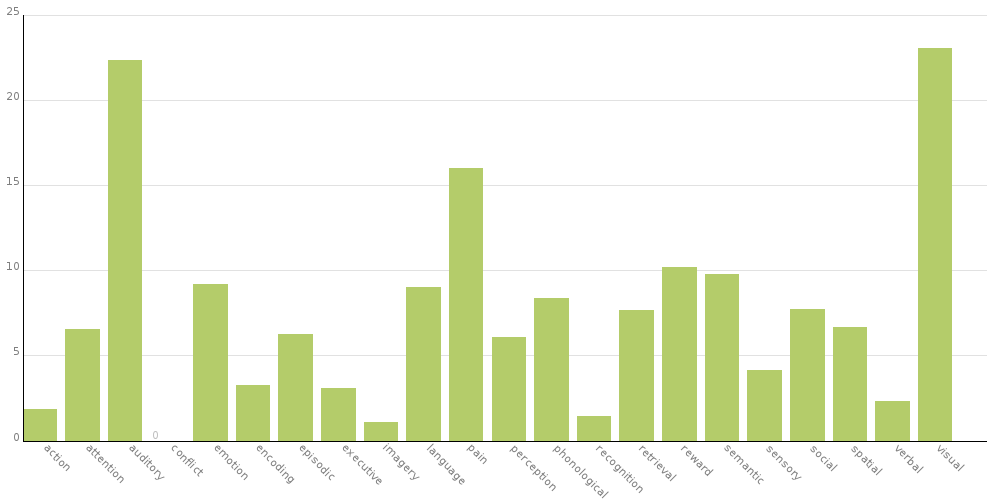 25
20
15
10
5
0
0
action
attention
auditory
conflict
emotion
encoding
episodic
executive
imagery
language
pain
perception
phonological
recognition
retrieval
reward
semantic
sensory
social
spatial
verbal
visual